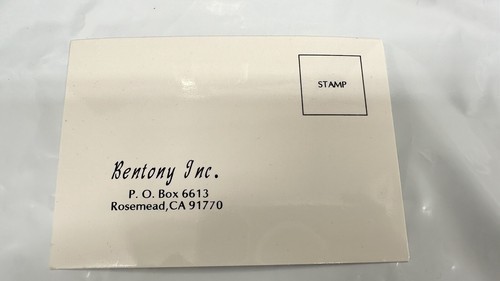 STAMP
Bentony Inc.
P. O. Box 6613
Rosemead,CA 91770